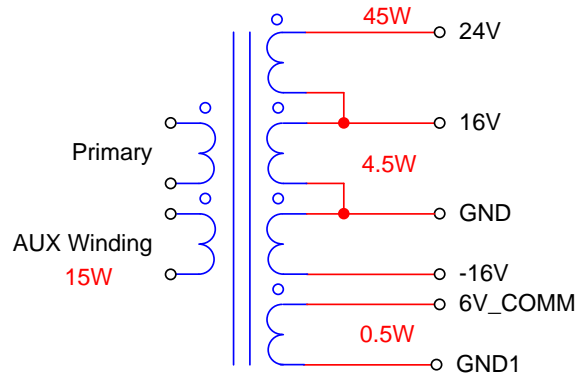 45W
24V
16V
Primary
4.5W
GND
AUX Winding
15W
-16V
6V_COMM
0.5W
GND1